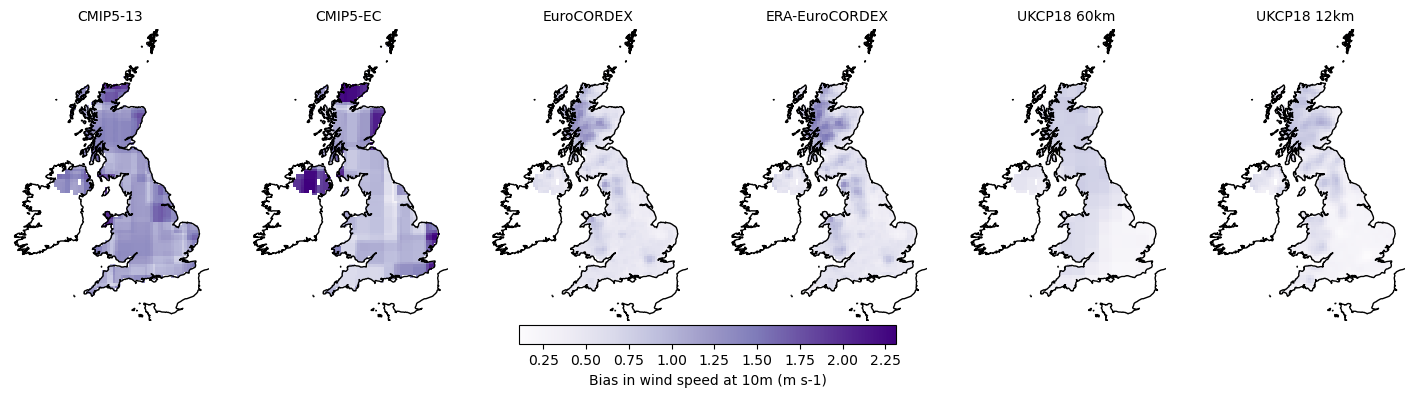 CMIP5-13 CMIP5-EC EuroCORDEX ERA-EuroCORDEX UKCP18 60km UKCP18 12km
0.25 0.50 0.75 1.00 1.25 1.50 1.75 2.00 2.25
Bias in wind speed at 10m (m s-1)